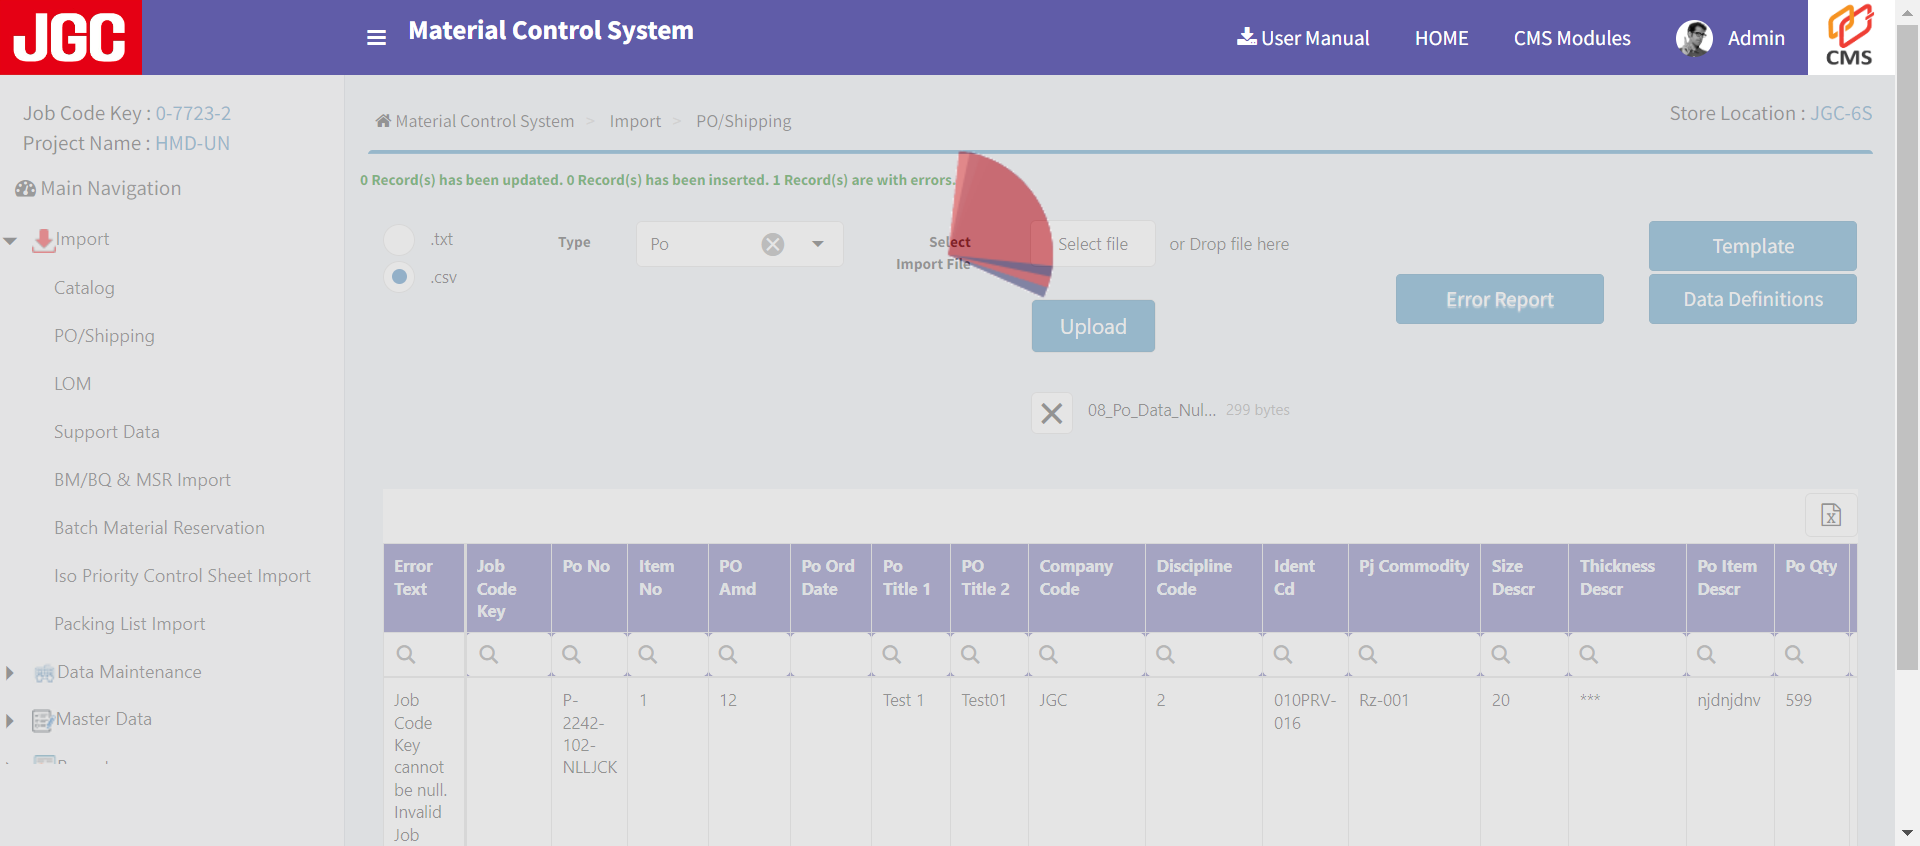 JGC
Material Control System
User Manual
HOME
CMS Modules
Admin
CMS
Job Code Key : 0-7723-2
Project Name : HMD-UN
Main Navigation
Import
Catalog
PO/Shipping
LOM
Support Data
BM/BQ & MSR Import
Batch Material Reservation
Iso Priority Control Sheet Import
Packing List Import
Data Maintenance
Master Data
Material Control System > Import > PO/Shipping
Store Location : JGC-6S
0 Record(s) has been updated. 0 Record(s) has been inserted. 1 Record(s) are with errors.
.txt
.csv
Type
Po
Select
Import File
Select file
or Drop file here
Upload
Error Report
Template
Data Definitions
08_Po_Data_Nul... 299 bytes
Error
Text
Job
Code
Key
Po No
Item
No
PO
Amd
Po Ord
Date
Po
Title 1
PO
Title 2
Company
Code
Discipline
Code
Ident
Cd
Pj Commodity
Size
Descr
Thickness
Descr
Po Item
Descr
Po Qty
Job
Code
Key
cannot
be null.
Invalid
Job
P-
2242-
102-
NLLJCK
1
12
Test 1
Test01
JGC
2
010PRV-
016
Rz-001
20
***
njdnjdnv
599